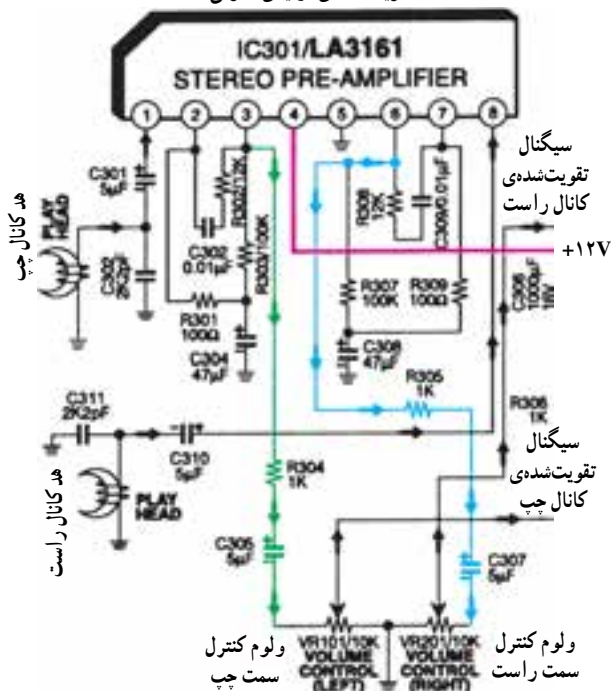 IC301/LA3161
STEREO PRE-AMPLIFIER
1 2 3 4 5 6 7 8
سیگنال
تقویت‌شده‌ی
کانال راست
+۱۲V
C301
5µF
هد کانال چپ
PLAY
HEAD
C302
2K2pF
C302
0.01µF
R302/12K
R303/100K
R301
100Ω
C304
47µF
R308
12K
C309/0.01µF
R307
100K
R309
100Ω
C308
47µF
C306
1000µF
16V
R305
1K
R306
1K
C311
2K2pF
C310
5µF
هد کانال راست
PLAY
HEAD
R304
1K
سیگنال
تقویت‌شده‌ی
کانال چپ
C305
5µF
C307
5µF
ولوم کنترل
سمت چپ
VR101/10K
VOLUME
CONTROL
(LEFT)
VR201/10K
VOLUME
CONTROL
(RIGHT)
ولوم کنترل
سمت راست